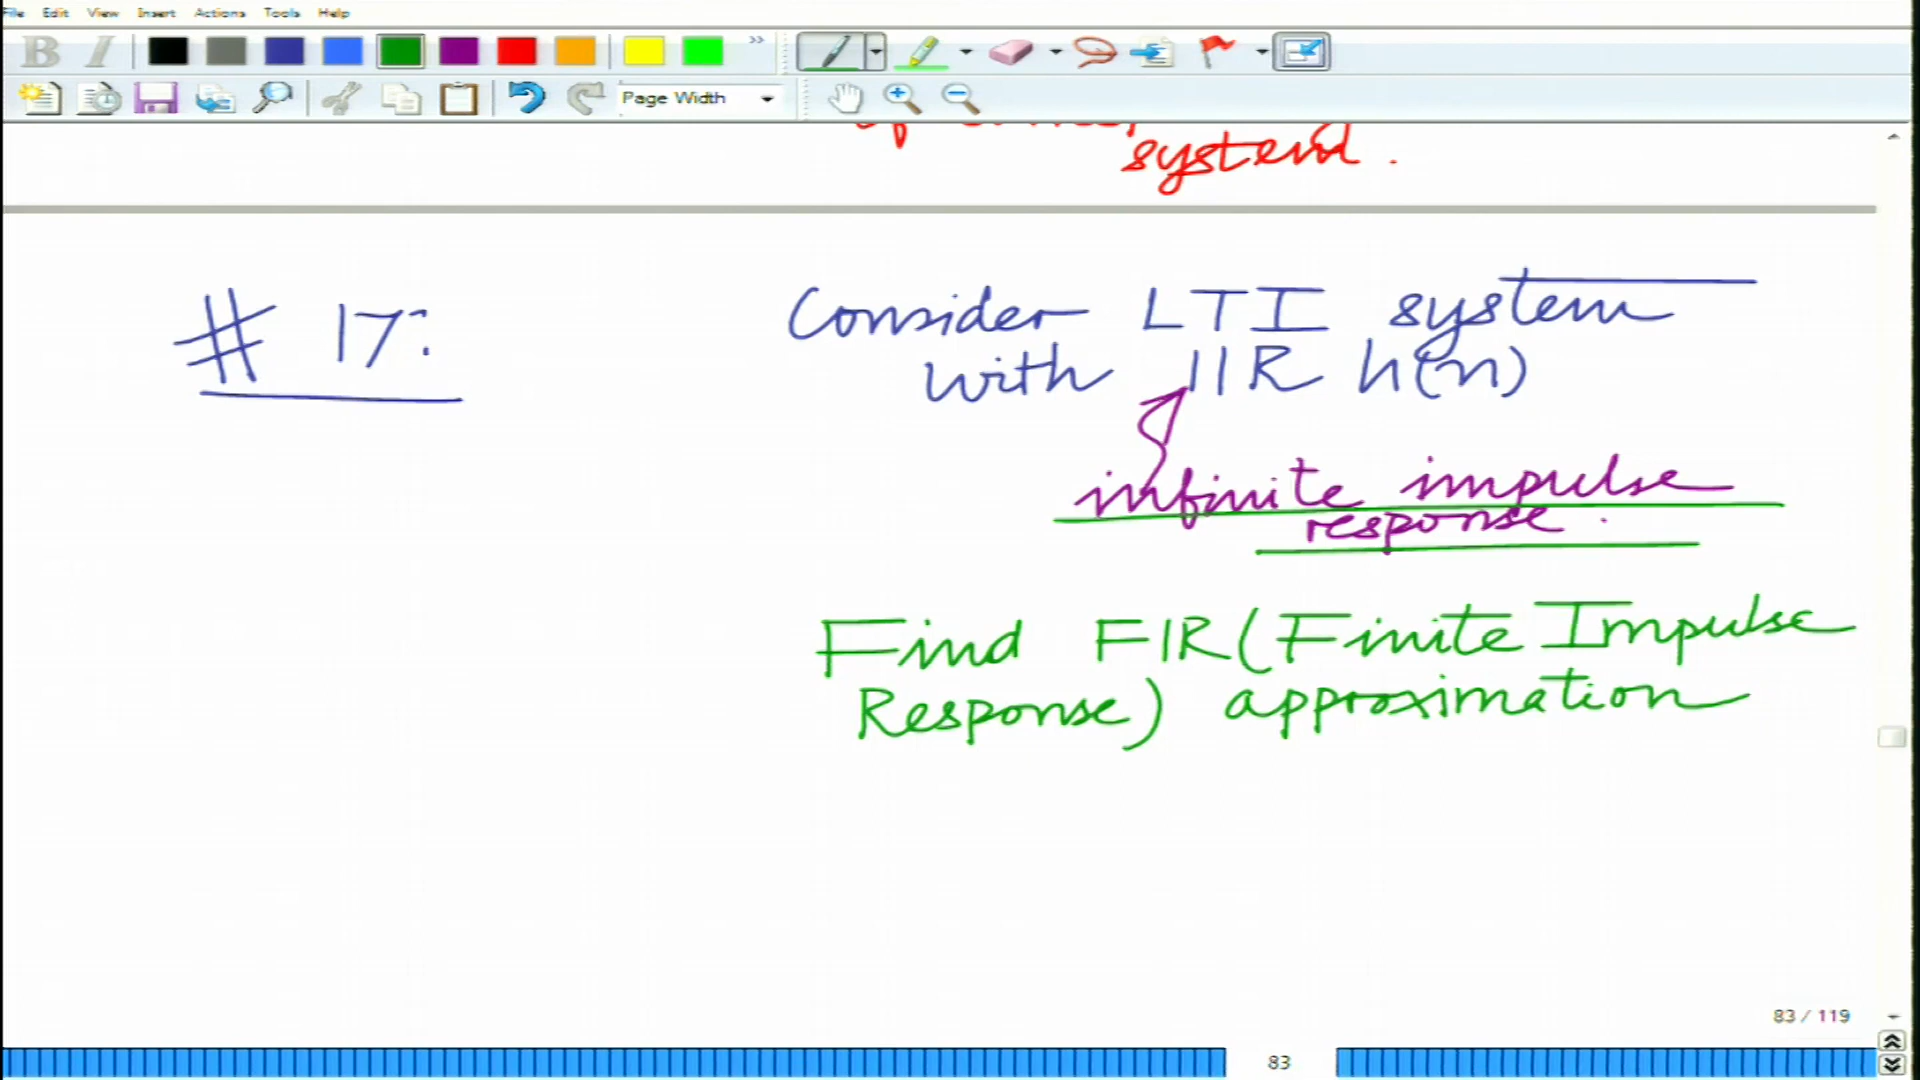 File Edit View Insert Actions Tools Help
B I
Page Width
system.
# 17:
Consider LTI system
with IIR h(n)
infinite impulse
response.
Find FIR (Finite Impulse
Response) approximation
83 / 119
83